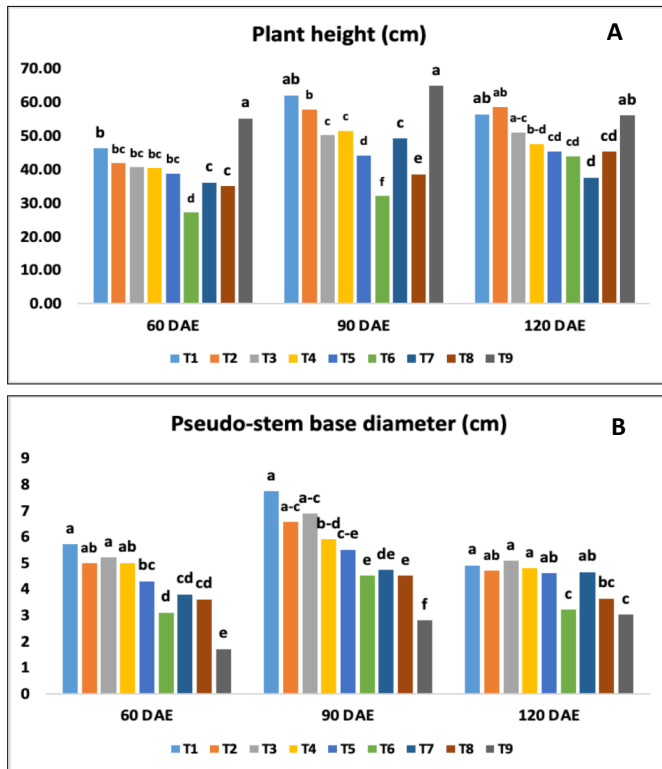 Plant height (cm)
A
70.00
60.00
50.00
40.00
30.00
20.00
10.00
0.00
b bc bc bc bc d c c a
ab b c c d f c e a
ab ab a-c b-d cd cd d cd ab
60 DAE 90 DAE 120 DAE
T1 T2 T3 T4 T5 T6 T7 T8 T9
Pseudo-stem base diameter (cm)
B
9
8
7
6
5
4
3
2
1
0
a ab a ab bc d cd cd e
a a-c a-c b-d c-e e de e f
a ab a a ab c ab bc c
60 DAE 90 DAE 120 DAE
T1 T2 T3 T4 T5 T6 T7 T8 T9